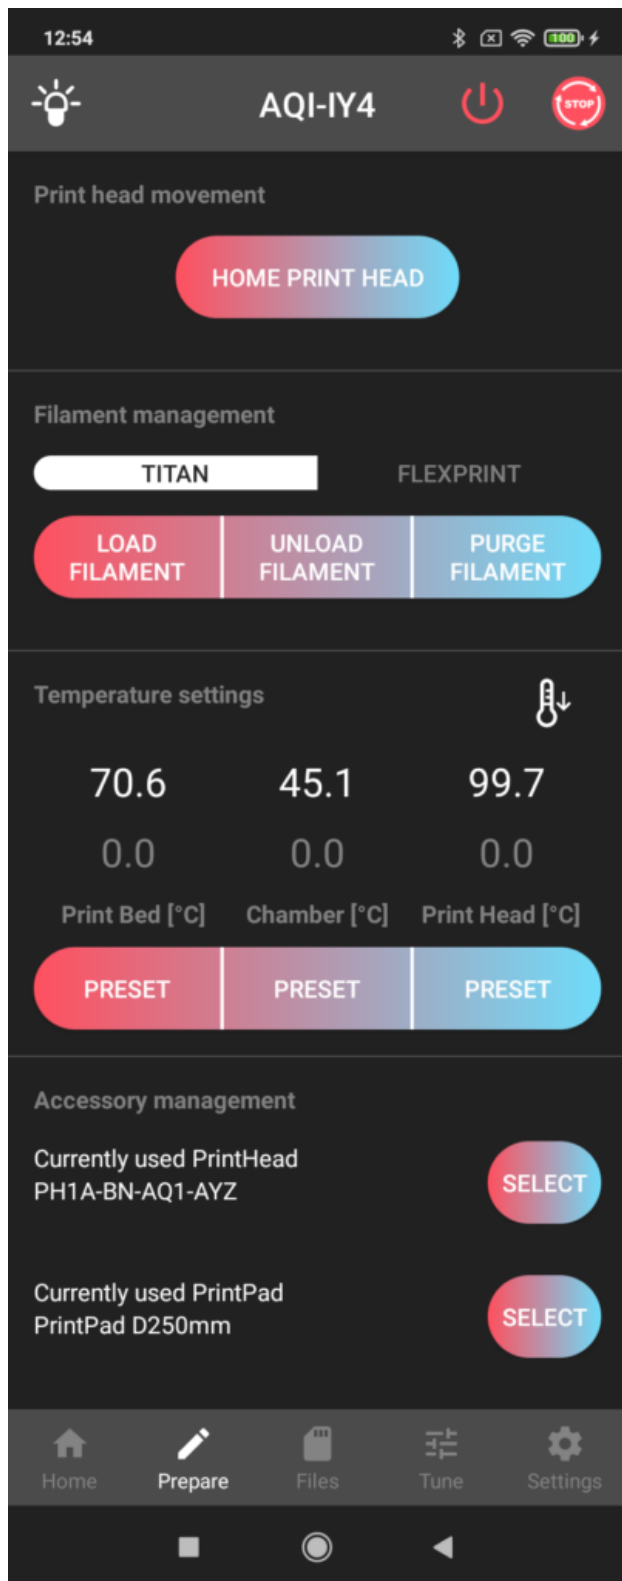 12:54
100
AQI-IY4
STOP
Print head movement
HOME PRINT HEAD
Filament management
TITAN
FLEXPRINT
LOAD
FILAMENT
UNLOAD
FILAMENT
PURGE
FILAMENT
Temperature settings
70.6
45.1
99.7
0.0
0.0
0.0
Print Bed [°C]
Chamber [°C]
Print Head [°C]
PRESET
PRESET
PRESET
Accessory management
Currently used PrintHead
PH1A-BN-AQ1-AYZ
SELECT
Currently used PrintPad
PrintPad D250mm
SELECT
Home
Prepare
Files
Tune
Settings